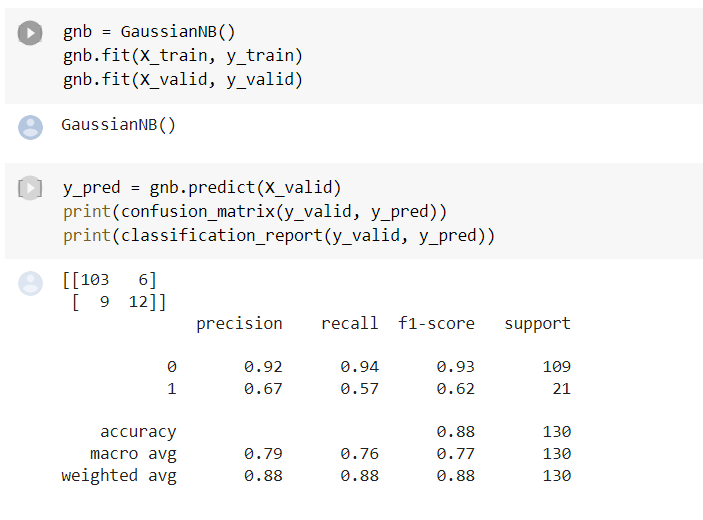 gnb = GaussianNB()
gnb.fit(X_train, y_train)
gnb.fit(X_valid, y_valid)
GaussianNB()
y_pred = gnb.predict(X_valid)
print(confusion_matrix(y_valid, y_pred))
print(classification_report(y_valid, y_pred))
[[103   6]
 [  9  12]]
              precision    recall  f1-score   support
           0       0.92      0.94      0.93       109
           1       0.67      0.57      0.62        21
    accuracy                           0.88       130
   macro avg       0.79      0.76      0.77       130
weighted avg       0.88      0.88      0.88       130